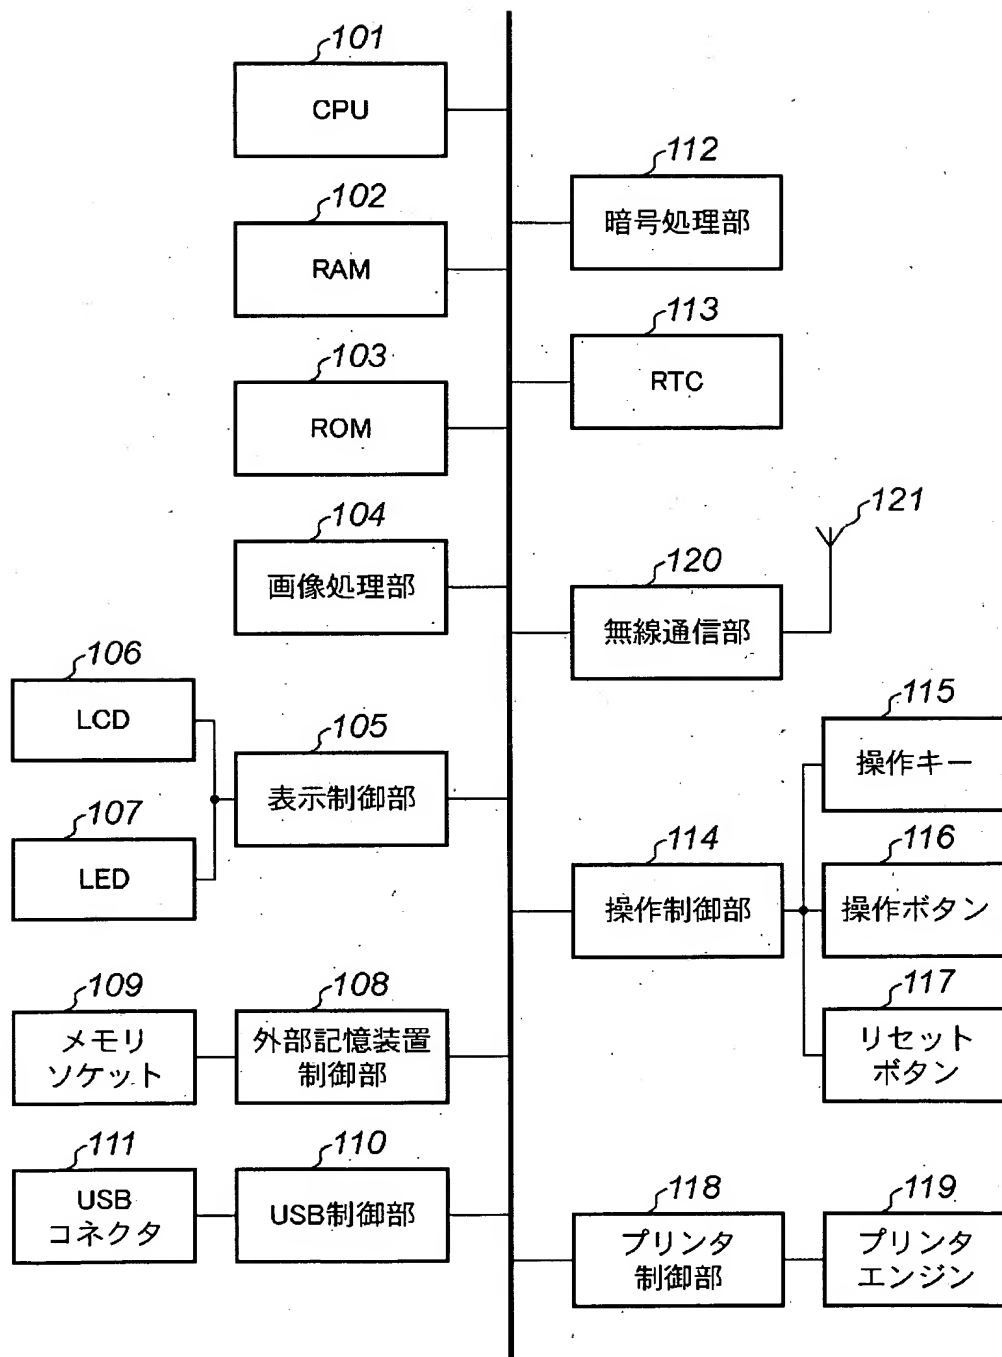 101
CPU
102
RAM
103
ROM
104
画像処理部
106
LCD
105
表示制御部
107
LED
109
メモリ
ソケット
108
外部記憶装置
制御部
111
USB
コネクタ
110
USB制御部
112
暗号処理部
113
RTC
121
120
無線通信部
115
操作キー
114
操作制御部
116
操作ボタン
117
リセット
ボタン
118
プリンタ
制御部
119
プリンタ
エンジン